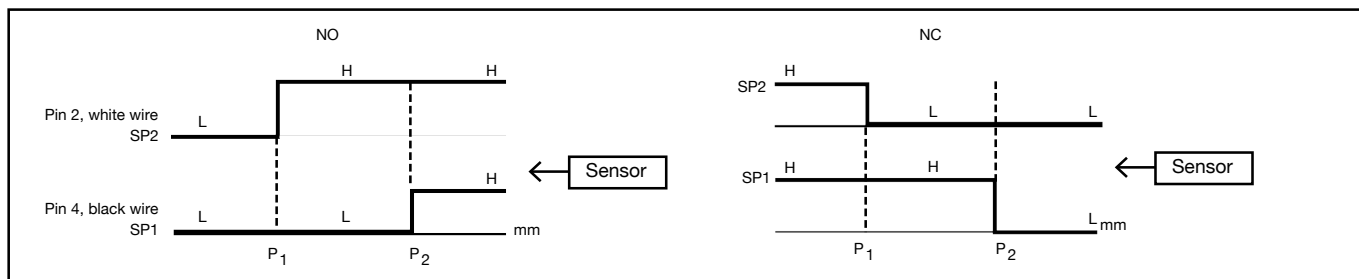 NO
H H
Pin 2, white wire
L
SP2
Sensor
H
Pin 4, black wire
L L
SP1
mm
P1 P2
NC
H
SP2
L L
H H
SP1
Sensor
L mm
P1 P2